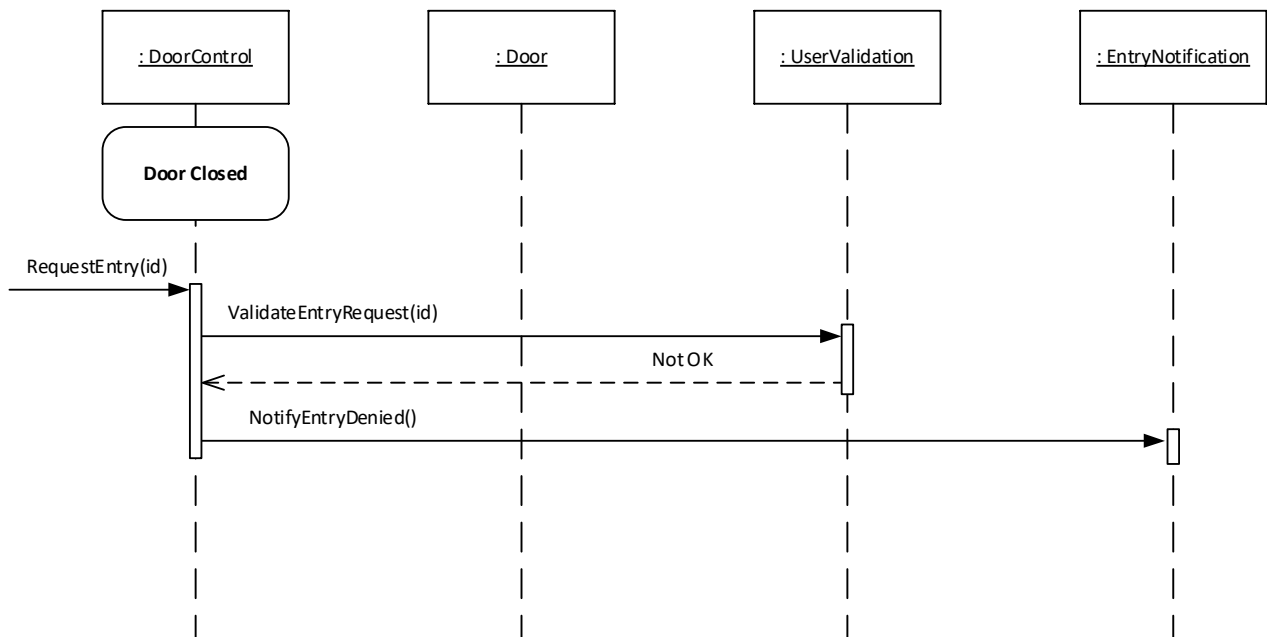 : DoorControl
: Door
: UserValidation
: EntryNotification
Door Closed
RequestEntry(id)
ValidateEntryRequest(id)
Not OK
NotifyEntryDenied()